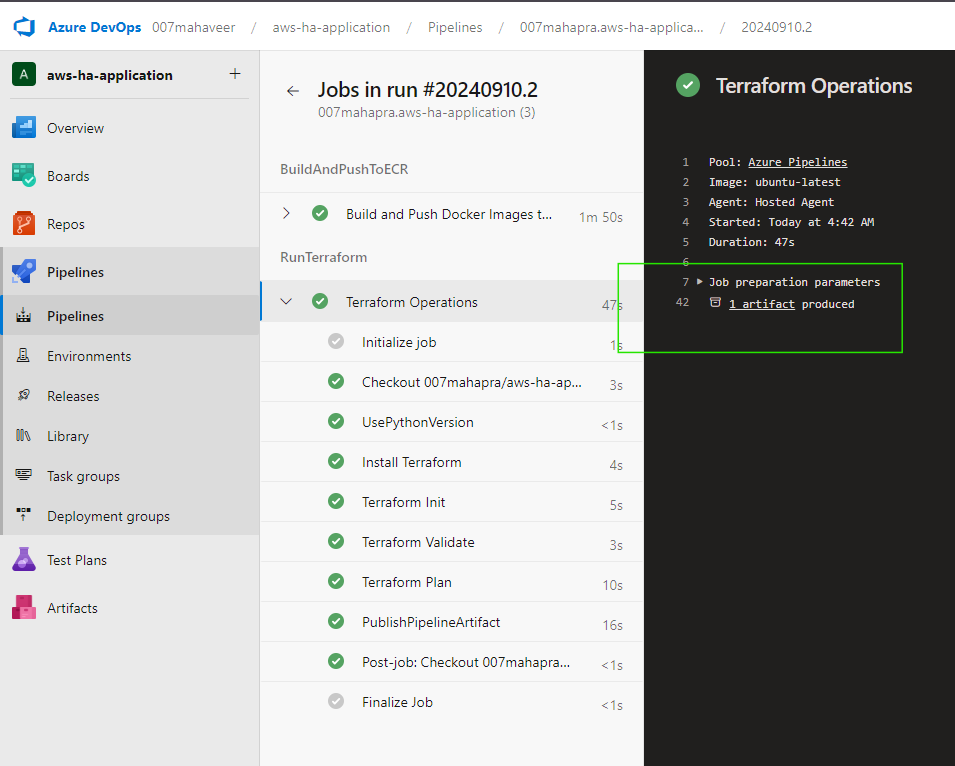 Azure DevOps 007mahaveer / aws-ha-application / Pipelines / 007mahapra.aws-ha-applica... / 20240910.2
A aws-ha-application +
Overview
Boards
Repos
Pipelines
Pipelines
Environments
Releases
Library
Task groups
Deployment groups
Test Plans
Artifacts
Jobs in run #20240910.2
007mahapra.aws-ha-application (3)
BuildAndPushToECR
Build and Push Docker Images t... 1m 50s
RunTerraform
Terraform Operations 47s
Initialize job 1s
Checkout 007mahapra/aws-ha-ap... 3s
UsePythonVersion <1s
Install Terraform 4s
Terraform Init 5s
Terraform Validate 3s
Terraform Plan 10s
PublishPipelineArtifact 16s
Post-job: Checkout 007mahapra... <1s
Finalize Job <1s
Terraform Operations
1 Pool: Azure Pipelines
2 Image: ubuntu-latest
3 Agent: Hosted Agent
4 Started: Today at 4:42 AM
5 Duration: 47s
6
7 Job preparation parameters
42 1 artifact produced